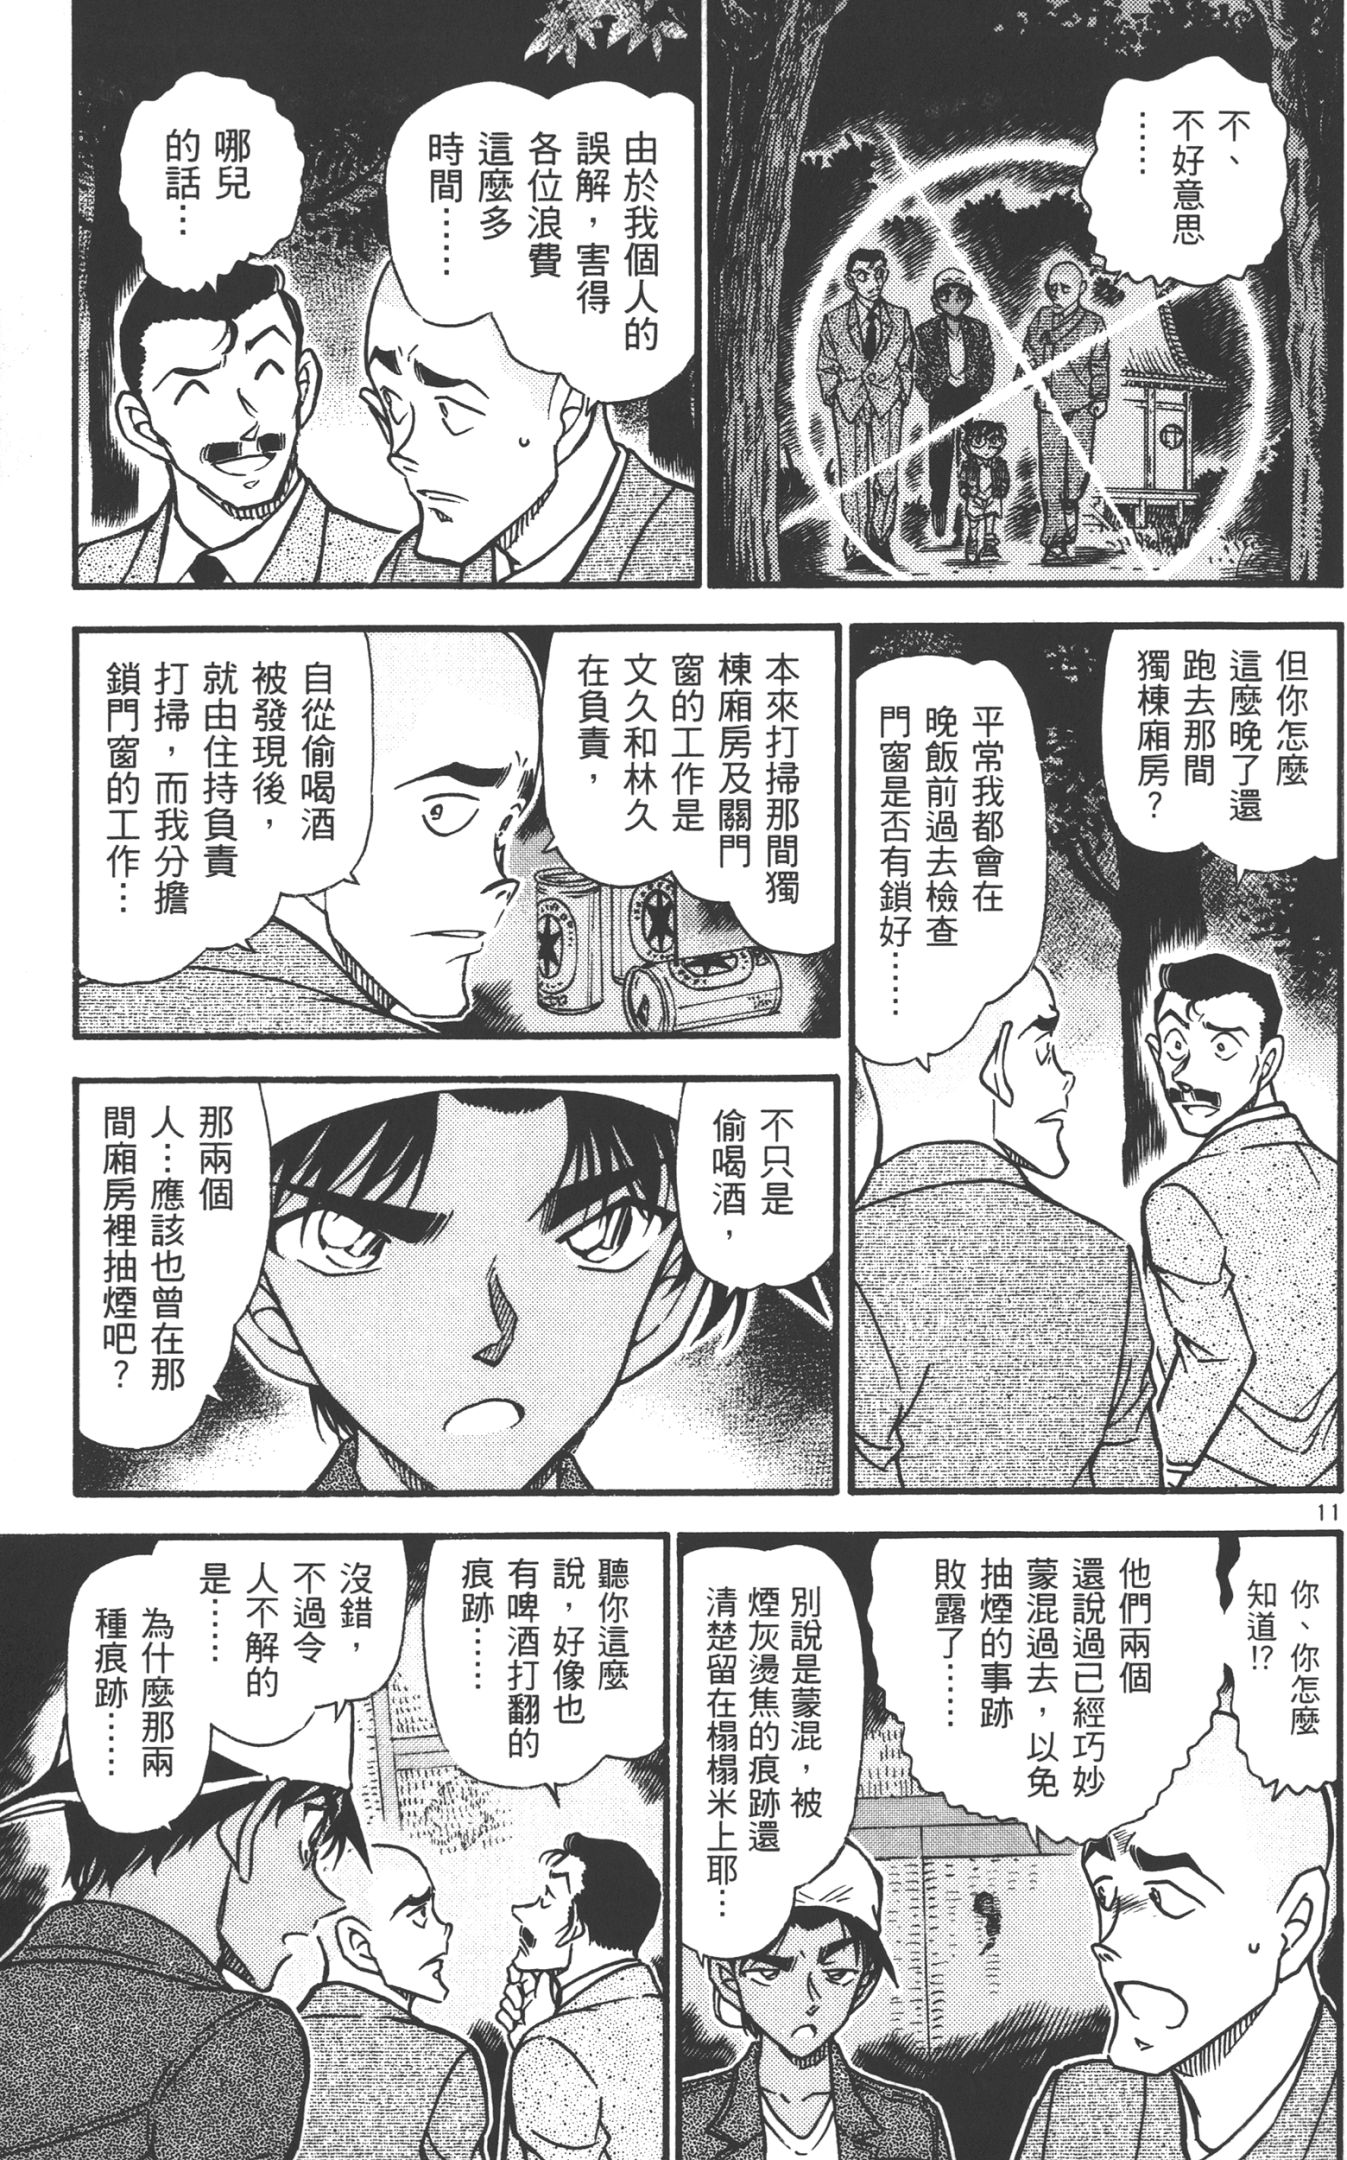 不、
不好意思
……
由於我個人的
誤解，害得
各位浪費
這麼多
時間……
哪兒
的話…
但你怎麼
這麼晚了還
跑去那間
獨棟廂房？
平常我都會在
晚飯前過去檢查
門窗是否有鎖好……
本來打掃那間獨
棟廂房及關門
窗的工作是
文久和林久
在負責，
自從偷喝酒
被發現後，
就由住持負責
打掃，而我分擔
鎖門窗的工作…
不只是
偷喝酒，
那兩個
人…應該也曾在那
間廂房裡抽煙吧？
11
你、你怎麼
知道!?
他們兩個
還說過已經巧妙
蒙混過去，以免
抽煙的事跡
敗露了……
別說是蒙混，被
煙灰燙焦的痕跡還
清楚留在榻榻米上耶…
聽你這麼
說，好像也
有啤酒打翻的
痕跡……
沒錯，
不過令
人不解的
是……
為什麼那兩
種痕跡……